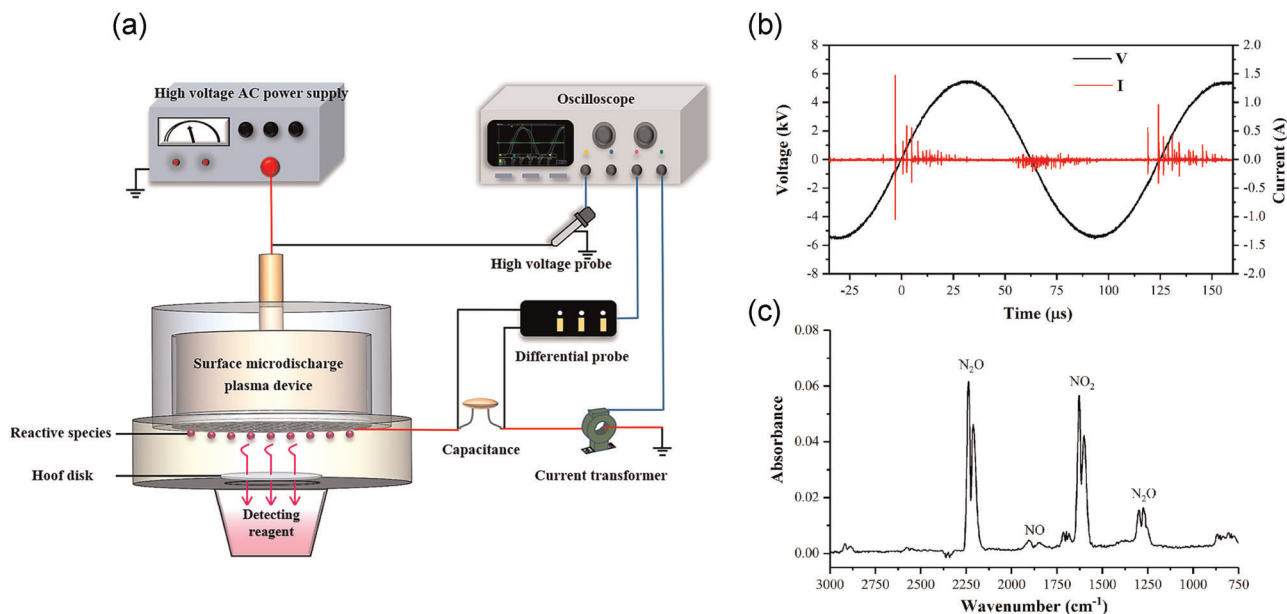 (a)
High voltage AC power supply
Oscilloscope
High voltage probe
Surface microdischarge
plasma device
Differential probe
Reactive species
Capacitance
Hoof disk
Current transformer
Detecting
reagent
(b)
V
I
8
6
4
2
0
-2
-4
-6
-8
Voltage (kV)
2.0
1.5
1.0
0.5
0.0
-0.5
-1.0
-1.5
-2.0
Current (A)
-25 0 25 50 75 100 125 150
Time (μs)
(c)
0.08
0.06
0.04
0.02
0.00
Absorbance
N₂O
NO
NO₂
N₂O
3000 2750 2500 2250 2000 1750 1500 1250 1000 750
Wavenumber (cm⁻¹)